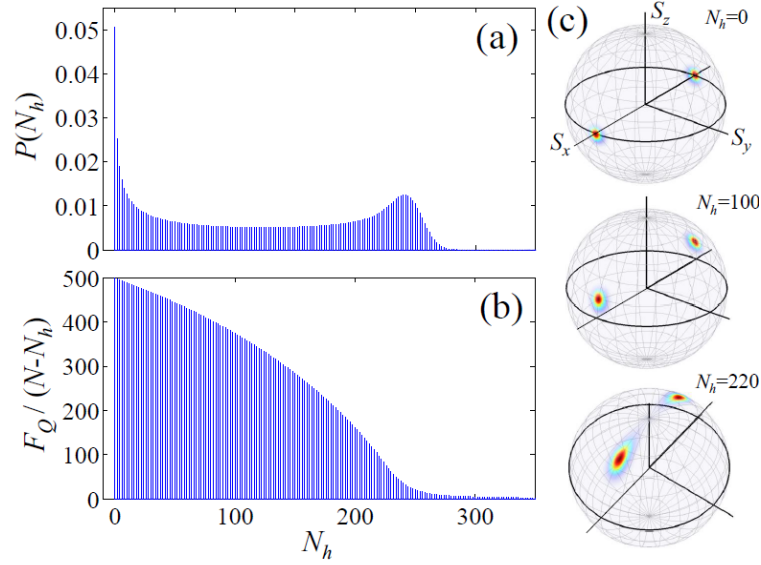 (a)
P(N_h)
0.05
0.04
0.03
0.02
0.01
0
(b)
F_Q / (N-N_h)
500
400
300
200
100
0
0 100 200 300
N_h
(c)
S_z
N_h=0
S_x
S_y
N_h=100
N_h=220